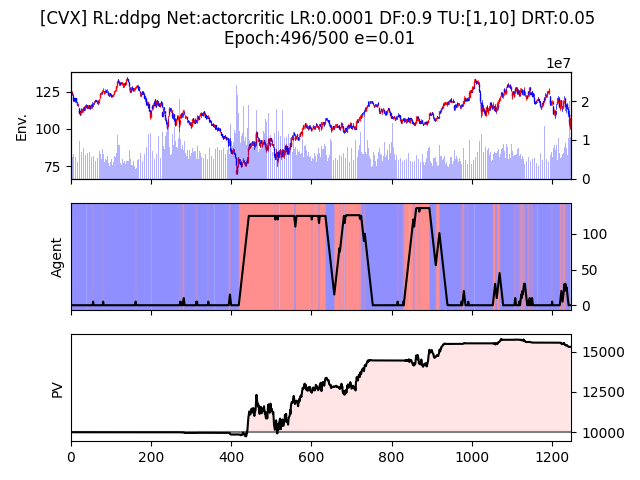 [CVX] RL:ddpg Net:actorcritic LR:0.0001 DF:0.9 TU:[1,10] DRT:0.05
Epoch:496/500 e=0.01
1e7
125
100
75
Env.
2
1
0
Agent
100
50
0
PV
15000
12500
10000
0 200 400 600 800 1000 1200